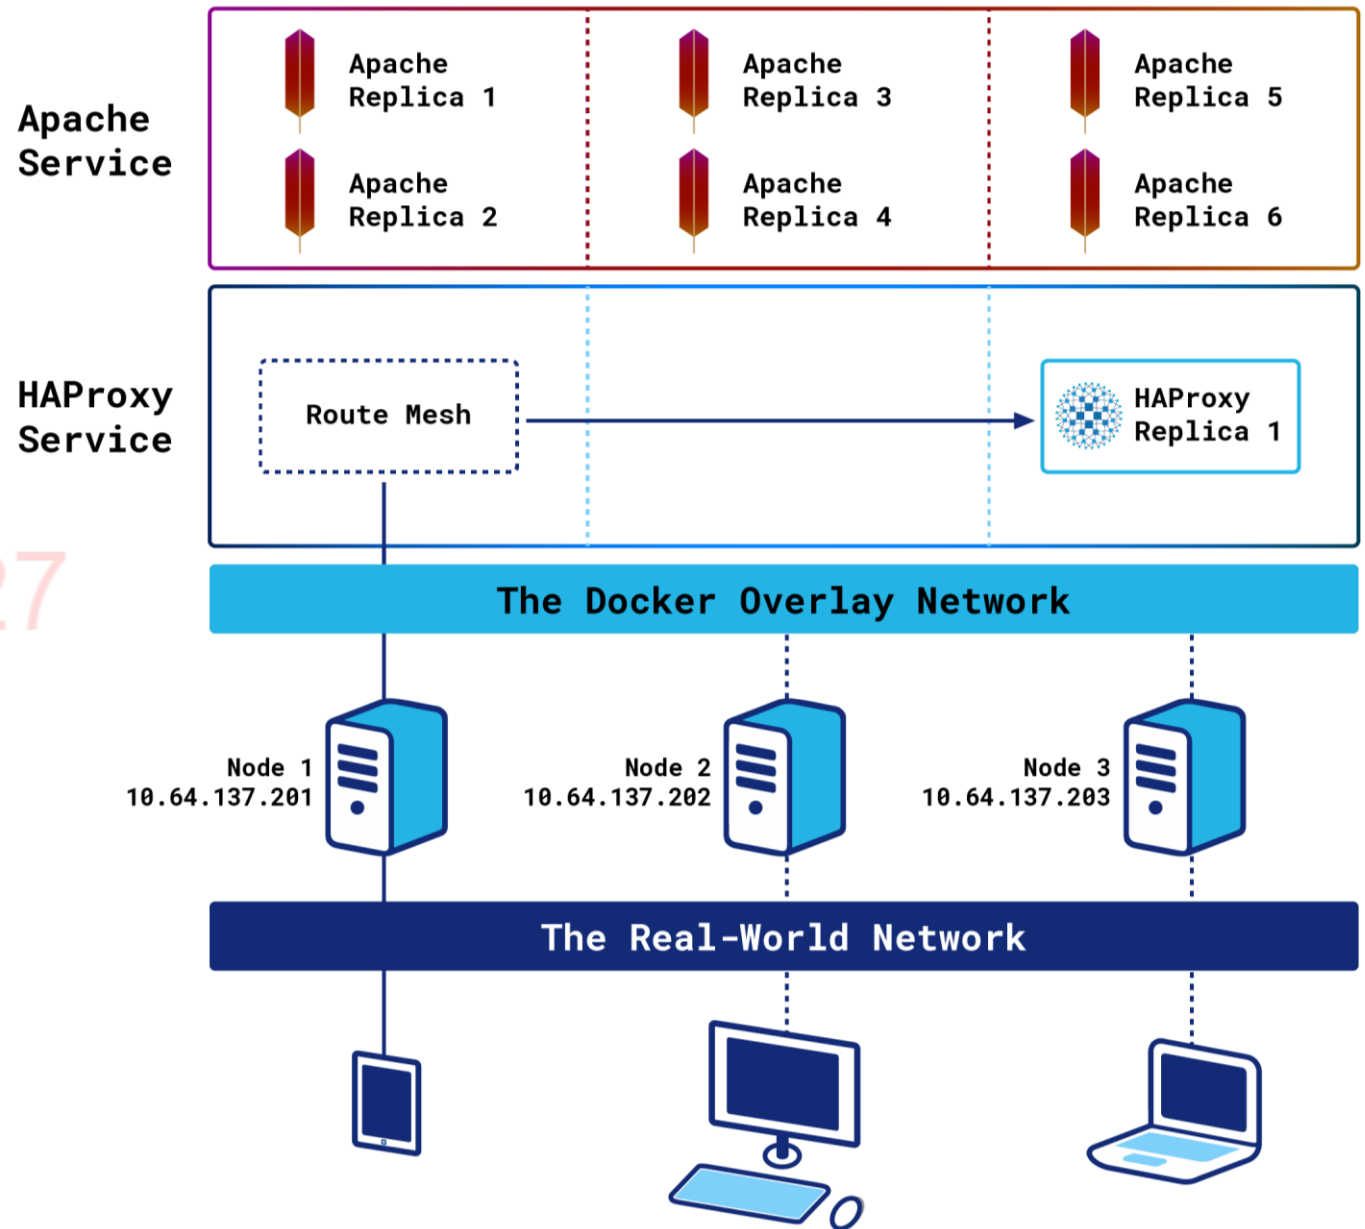 Apache
Service
Apache
Replica 1
Apache
Replica 3
Apache
Replica 5
Apache
Replica 2
Apache
Replica 4
Apache
Replica 6
HAProxy
Service
Route Mesh
HAProxy
Replica 1
27
The Docker Overlay Network
Node 1
10.64.137.201
Node 2
10.64.137.202
Node 3
10.64.137.203
The Real-World Network